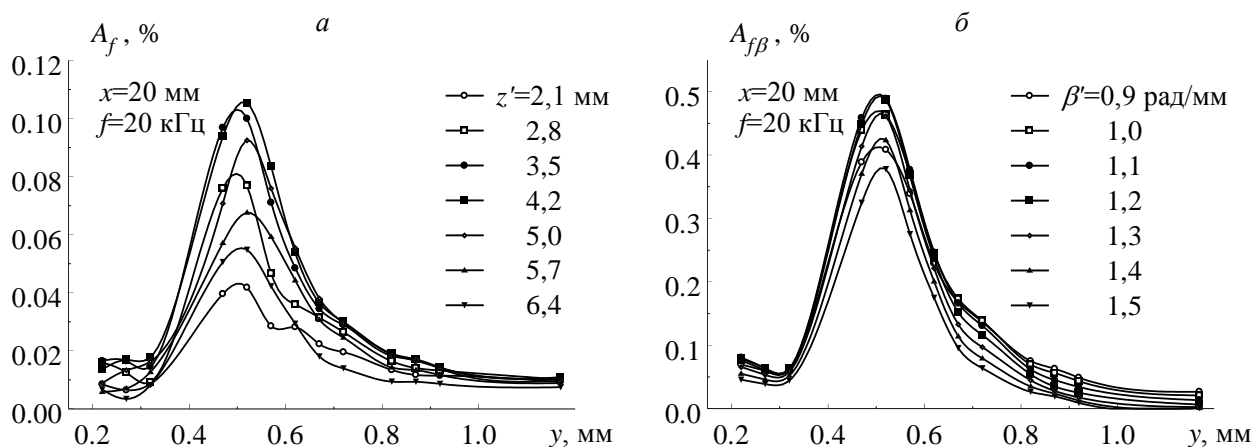 а
A_f , %
0.12
0.10
0.08
0.06
0.04
0.02
0.00
x=20 мм
f=20 кГц
z'=2,1 мм
2,8
3,5
4,2
5,0
5,7
6,4
0.2 0.4 0.6 0.8 1.0 y, мм
б
A_{fβ} , %
0.5
0.4
0.3
0.2
0.1
0.0
x=20 мм
f=20 кГц
β'=0,9 рад/мм
1,0
1,1
1,2
1,3
1,4
1,5
0.2 0.4 0.6 0.8 1.0 y, мм